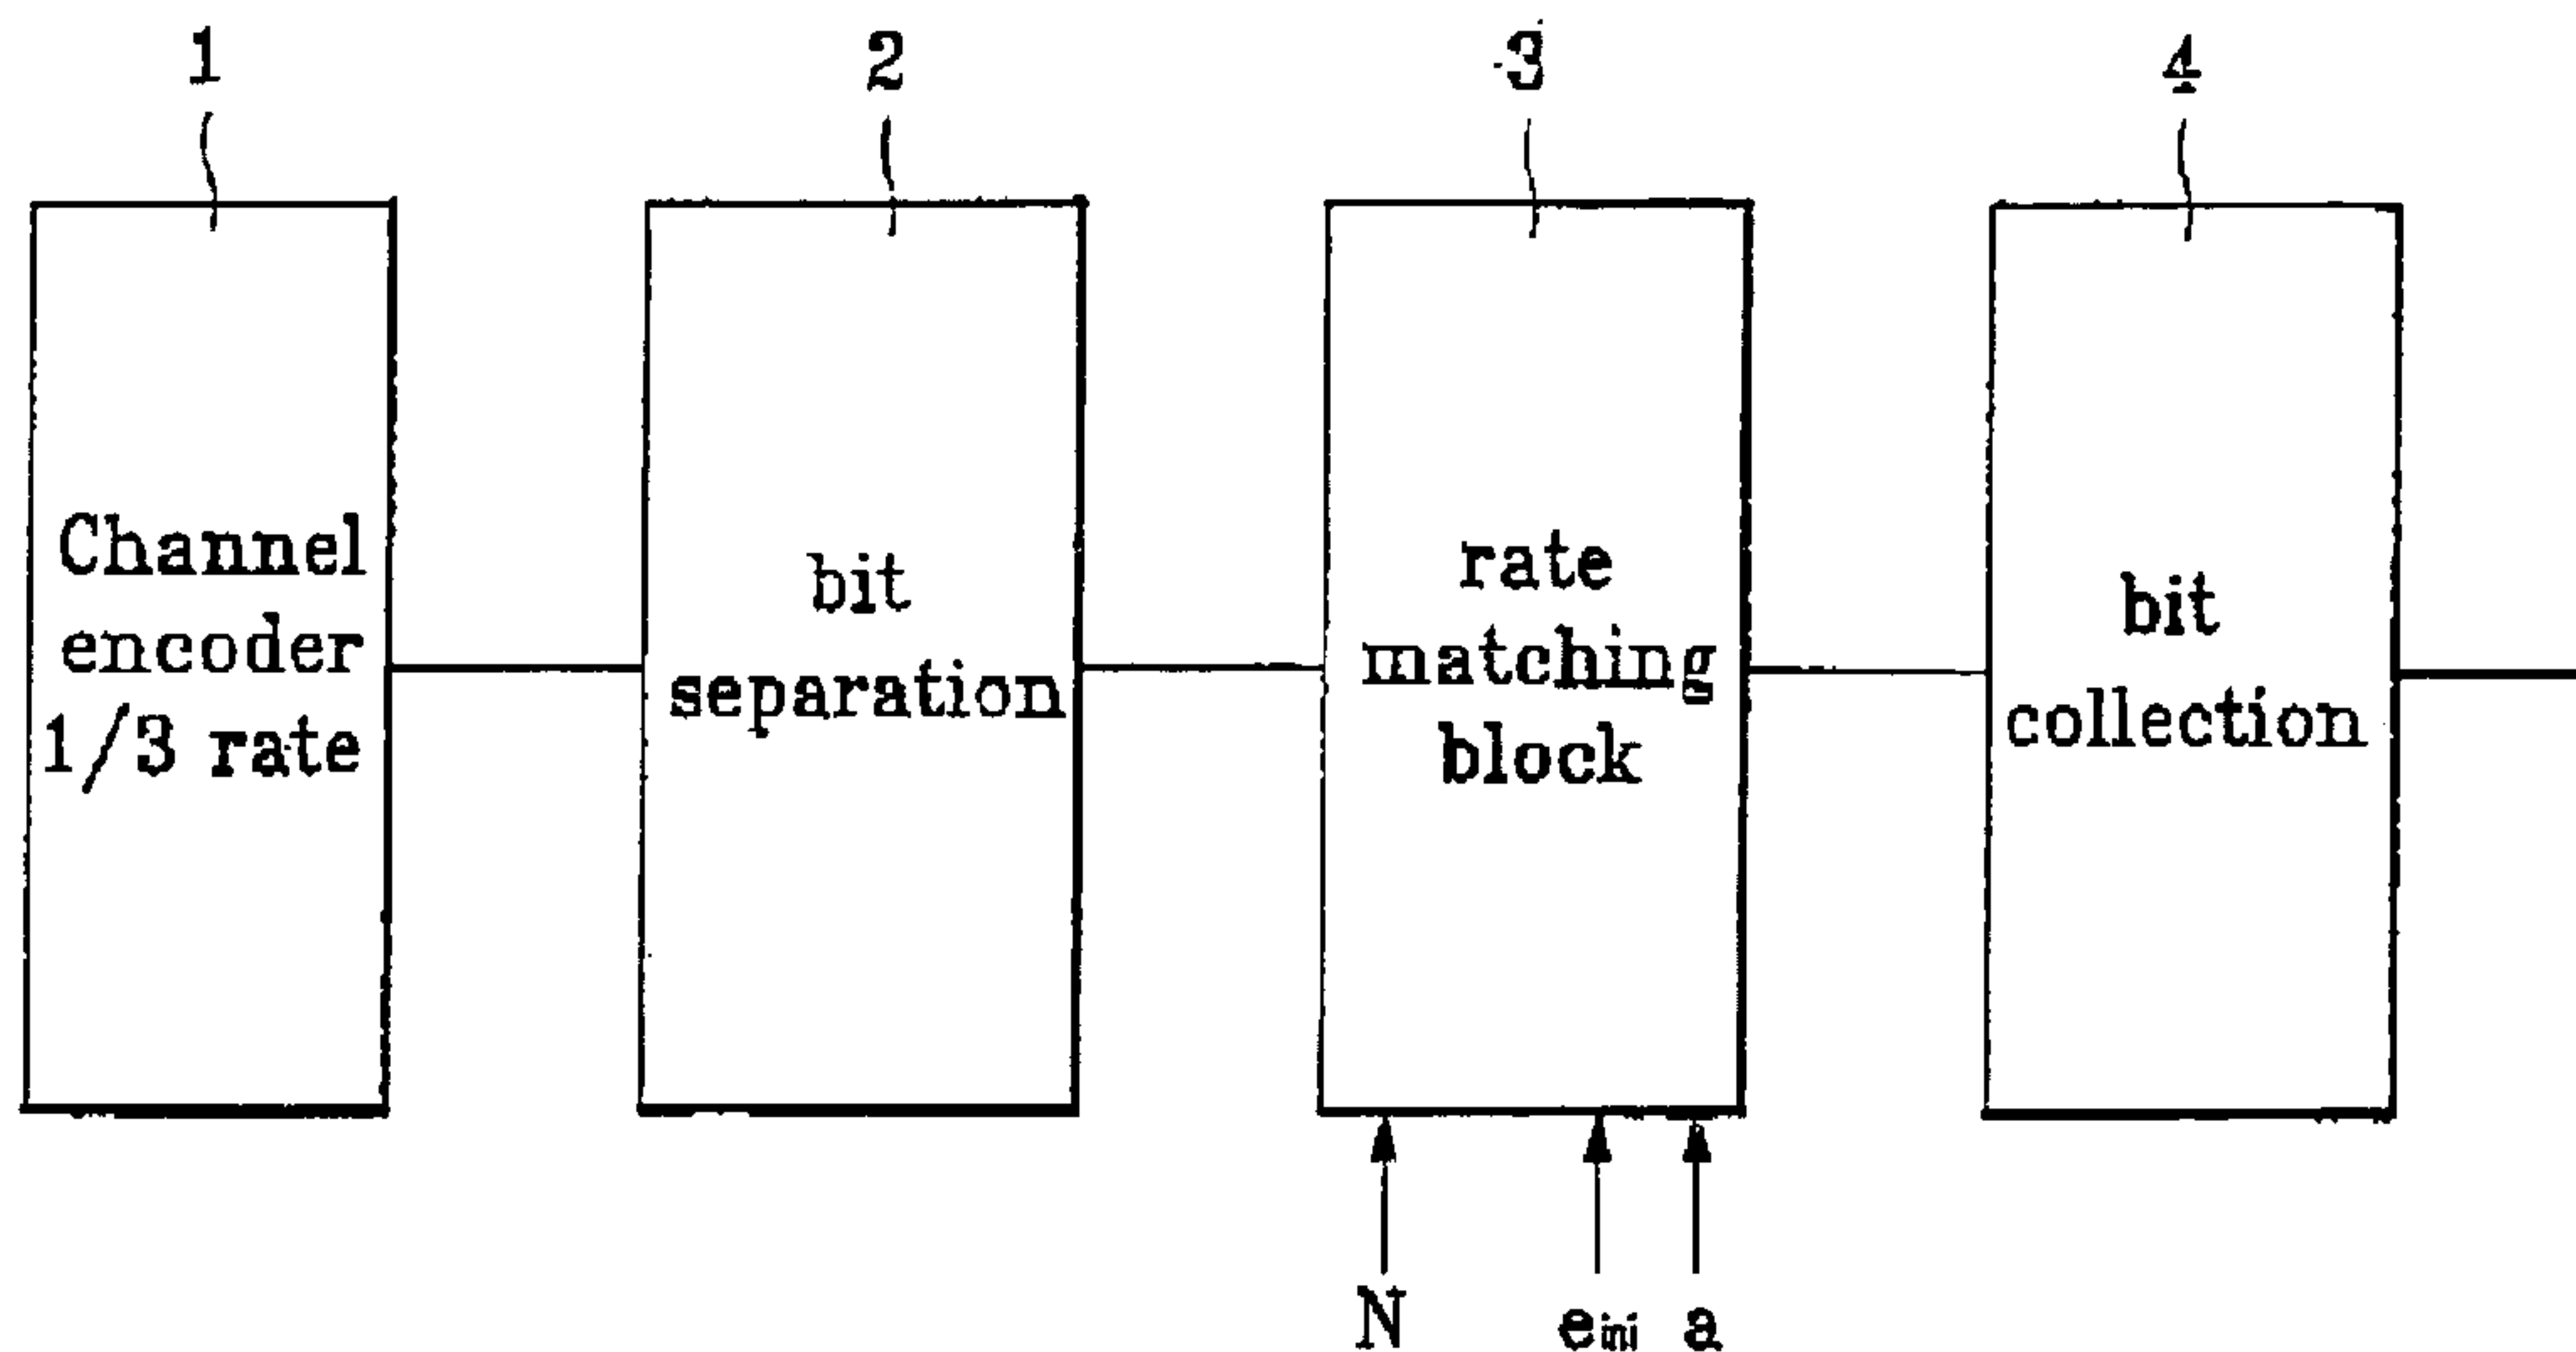 1
2
3
4
Channel
encoder
1/3 rate
bit
separation
rate
matching
block
bit
collection
N
eini
a